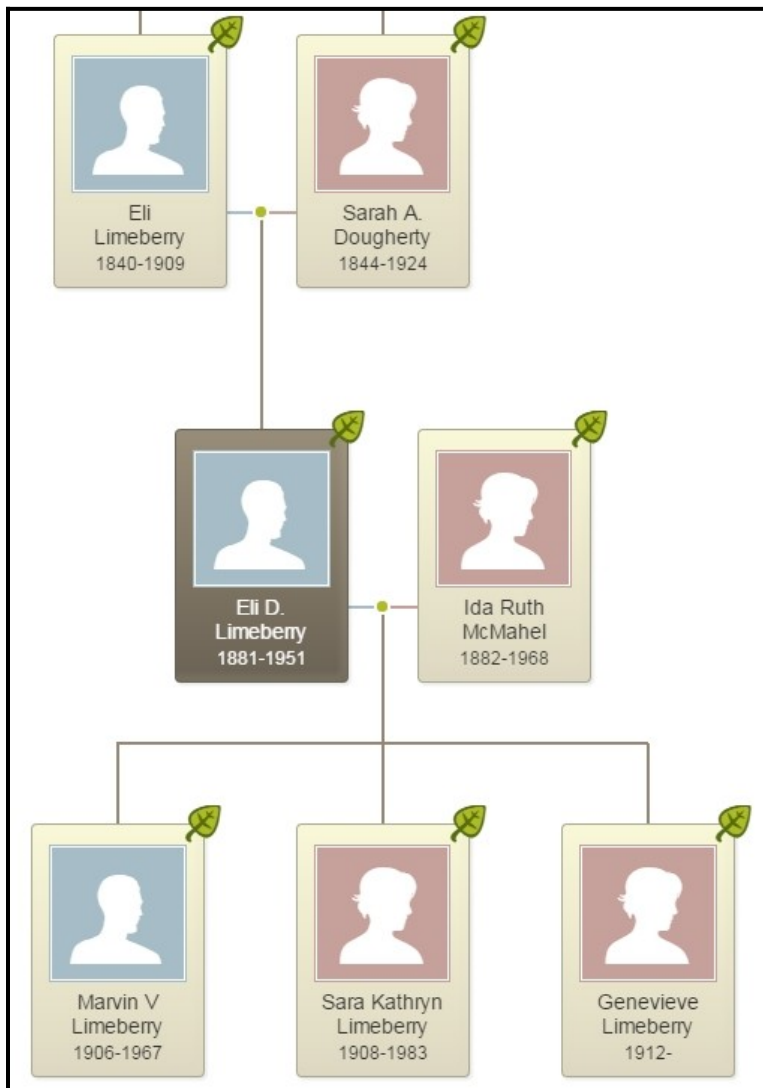 Eli
Limeberry
1840-1909
Sarah A.
Dougherty
1844-1924
Eli D.
Limeberry
1881-1951
Ida Ruth
McMahel
1882-1968
Marvin V
Limeberry
1906-1967
Sara Kathryn
Limeberry
1908-1983
Genevieve
Limeberry
1912-